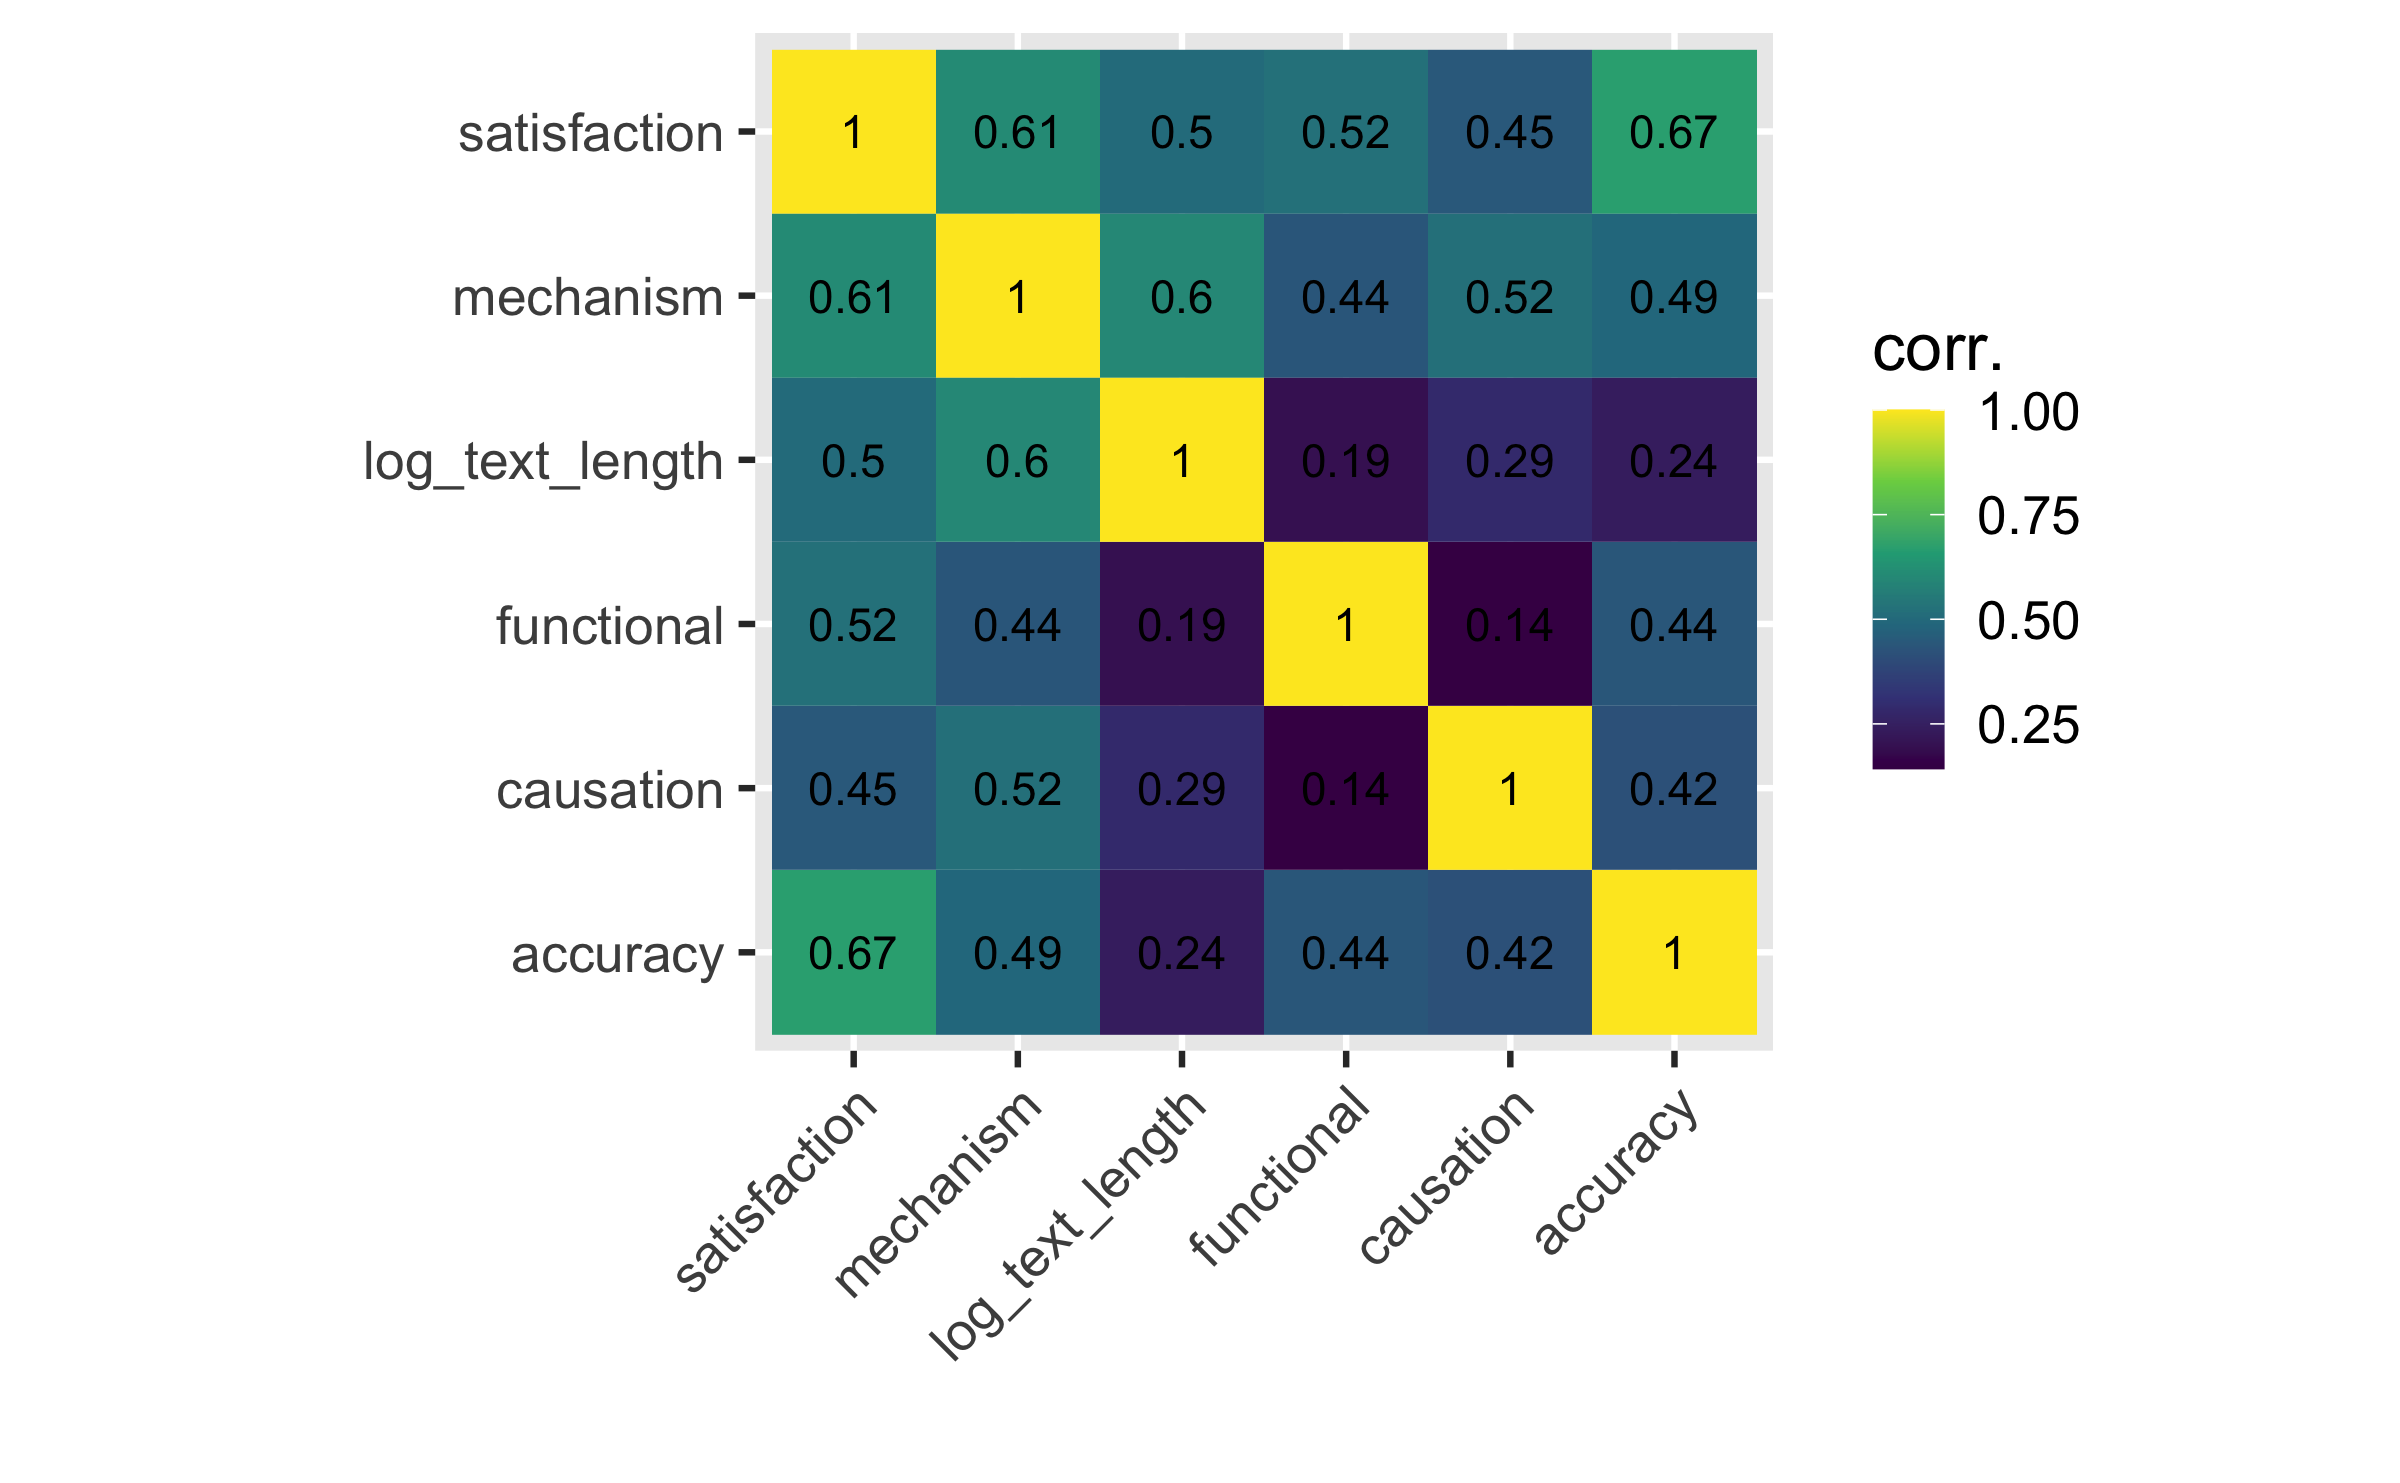 satisfaction 1 0.61 0.5 0.52 0.45 0.67
mechanism 0.61 1 0.6 0.44 0.52 0.49
log_text_length 0.5 0.6 1 0.19 0.29 0.24
functional 0.52 0.44 0.19 1 0.14 0.44
causation 0.45 0.52 0.29 0.14 1 0.42
accuracy 0.67 0.49 0.24 0.44 0.42 1
satisfaction mechanism log_text_length functional causation accuracy
corr.
1.00
0.75
0.50
0.25